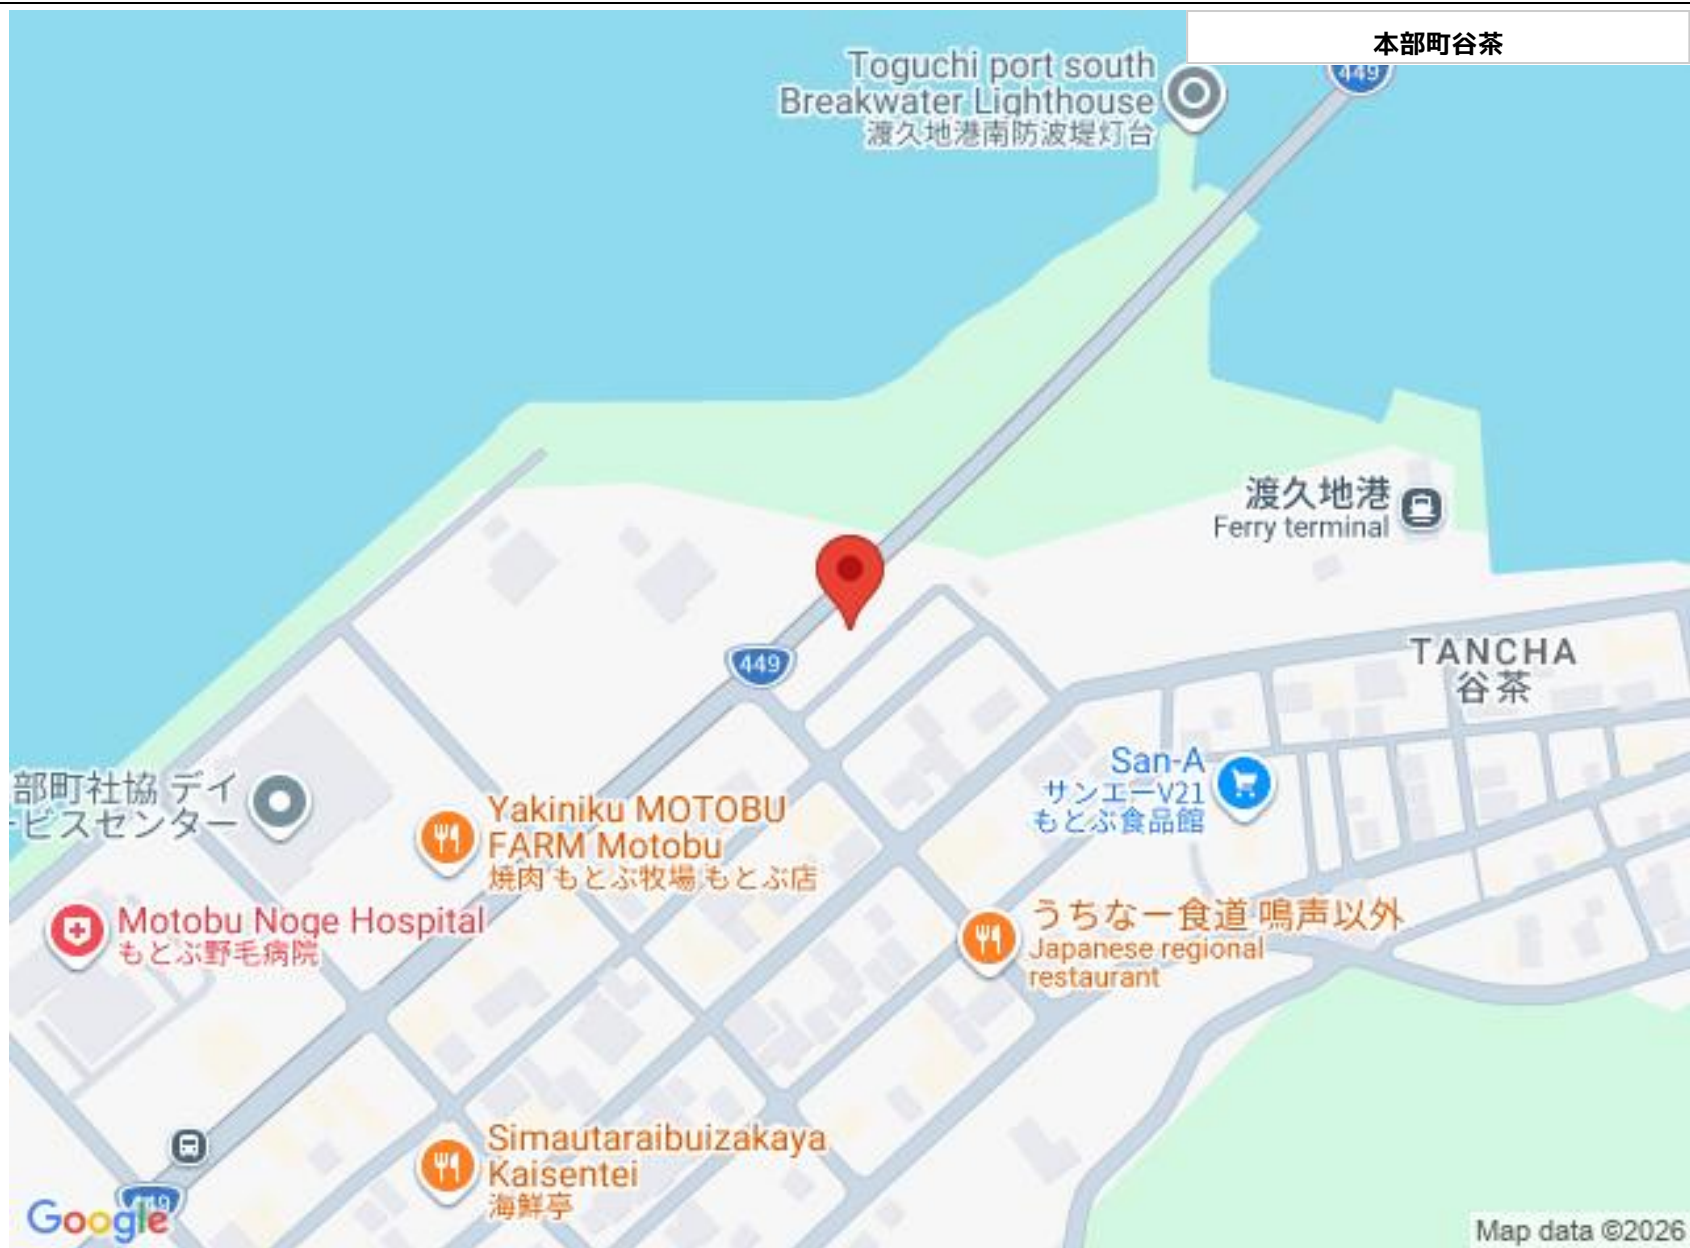 本部町谷茶
449
Toguchi port south
Breakwater Lighthouse
渡久地港南防波堤灯台
渡久地港
Ferry terminal
449
TANCHA
谷茶
San-A
サンエーV21
もとぶ食品館
部町社協 デイ
ービスセンター
Yakiniku MOTOBU
FARM Motobu
焼肉 もとぶ牧場 もとぶ店
Motobu Noge Hospital
もとぶ野毛病院
うちなー食道 鳴声以外
Japanese regional
restaurant
Simautaraibuizakaya
Kaisentei
海鮮亭
449
Google
Map data ©2026